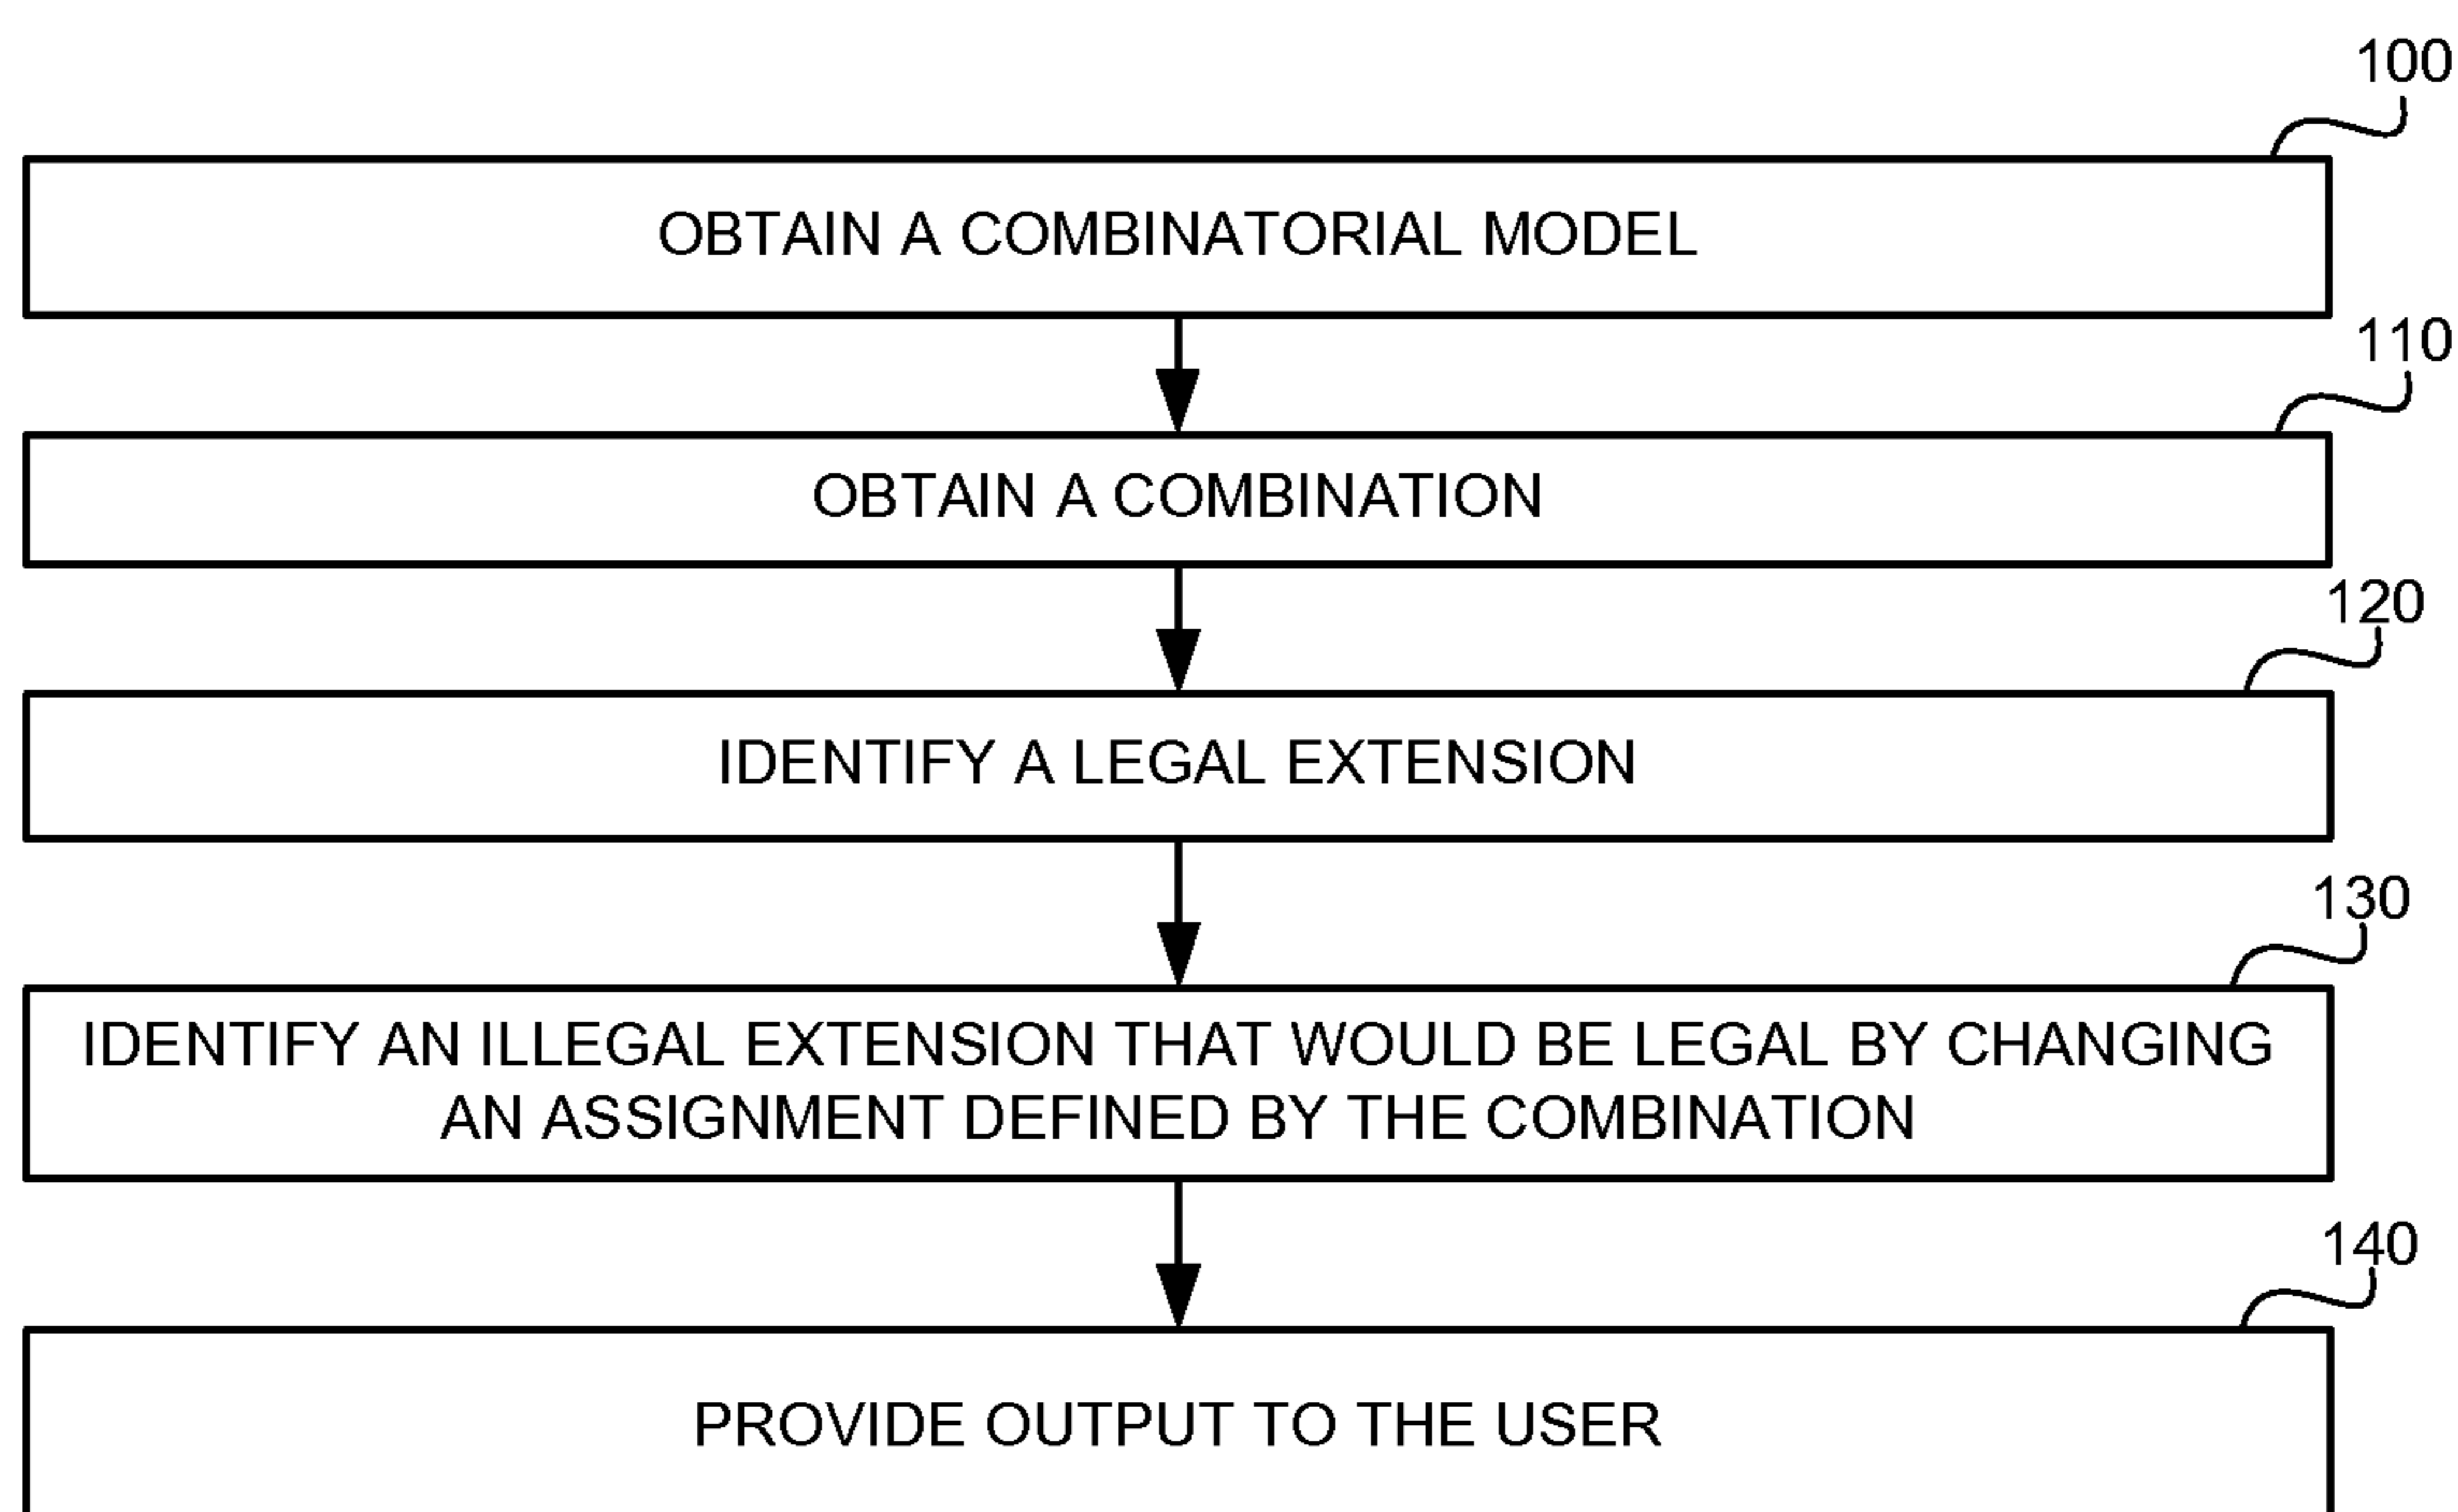 100
OBTAIN A COMBINATORIAL MODEL
110
OBTAIN A COMBINATION
120
IDENTIFY A LEGAL EXTENSION
130
IDENTIFY AN ILLEGAL EXTENSION THAT WOULD BE LEGAL BY CHANGING
AN ASSIGNMENT DEFINED BY THE COMBINATION
140
PROVIDE OUTPUT TO THE USER